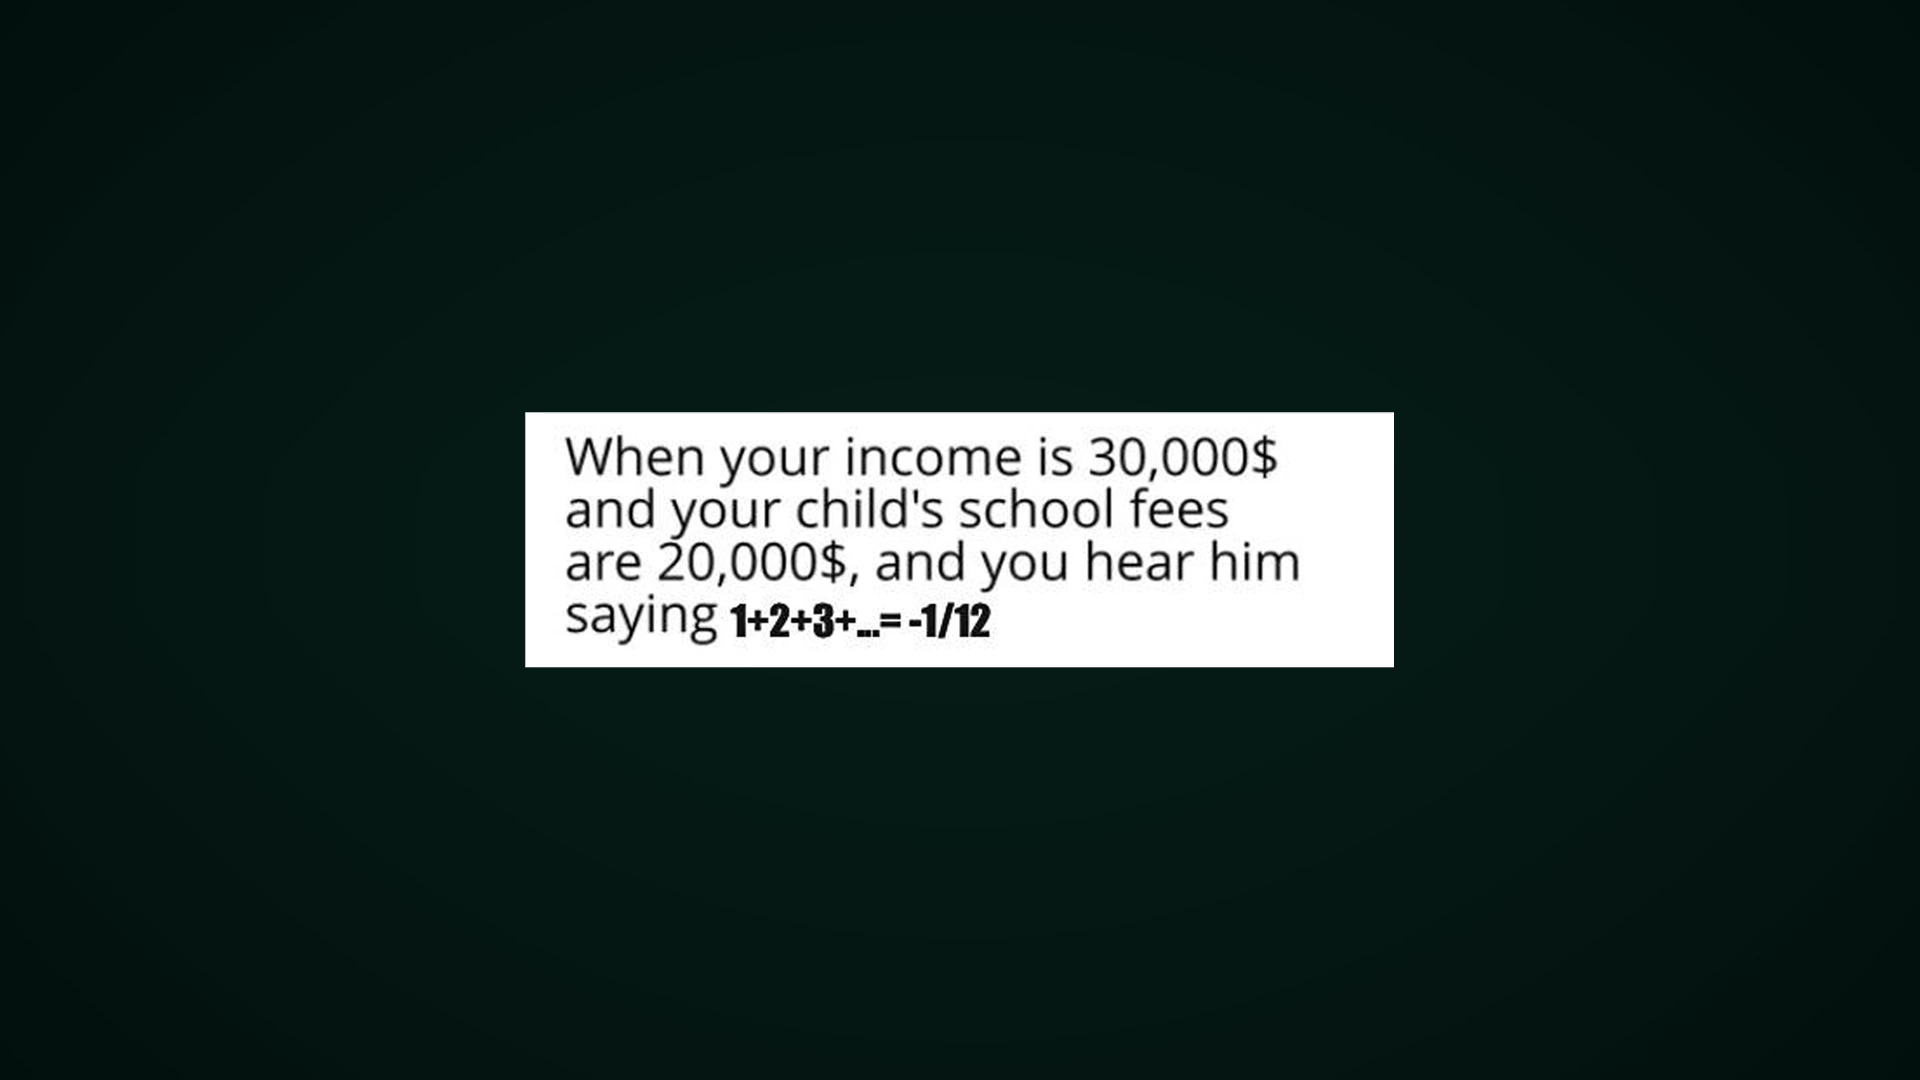 When your income is 30,000$
and your child's school fees
are 20,000$, and you hear him
saying 1+2+3+...= -1/12